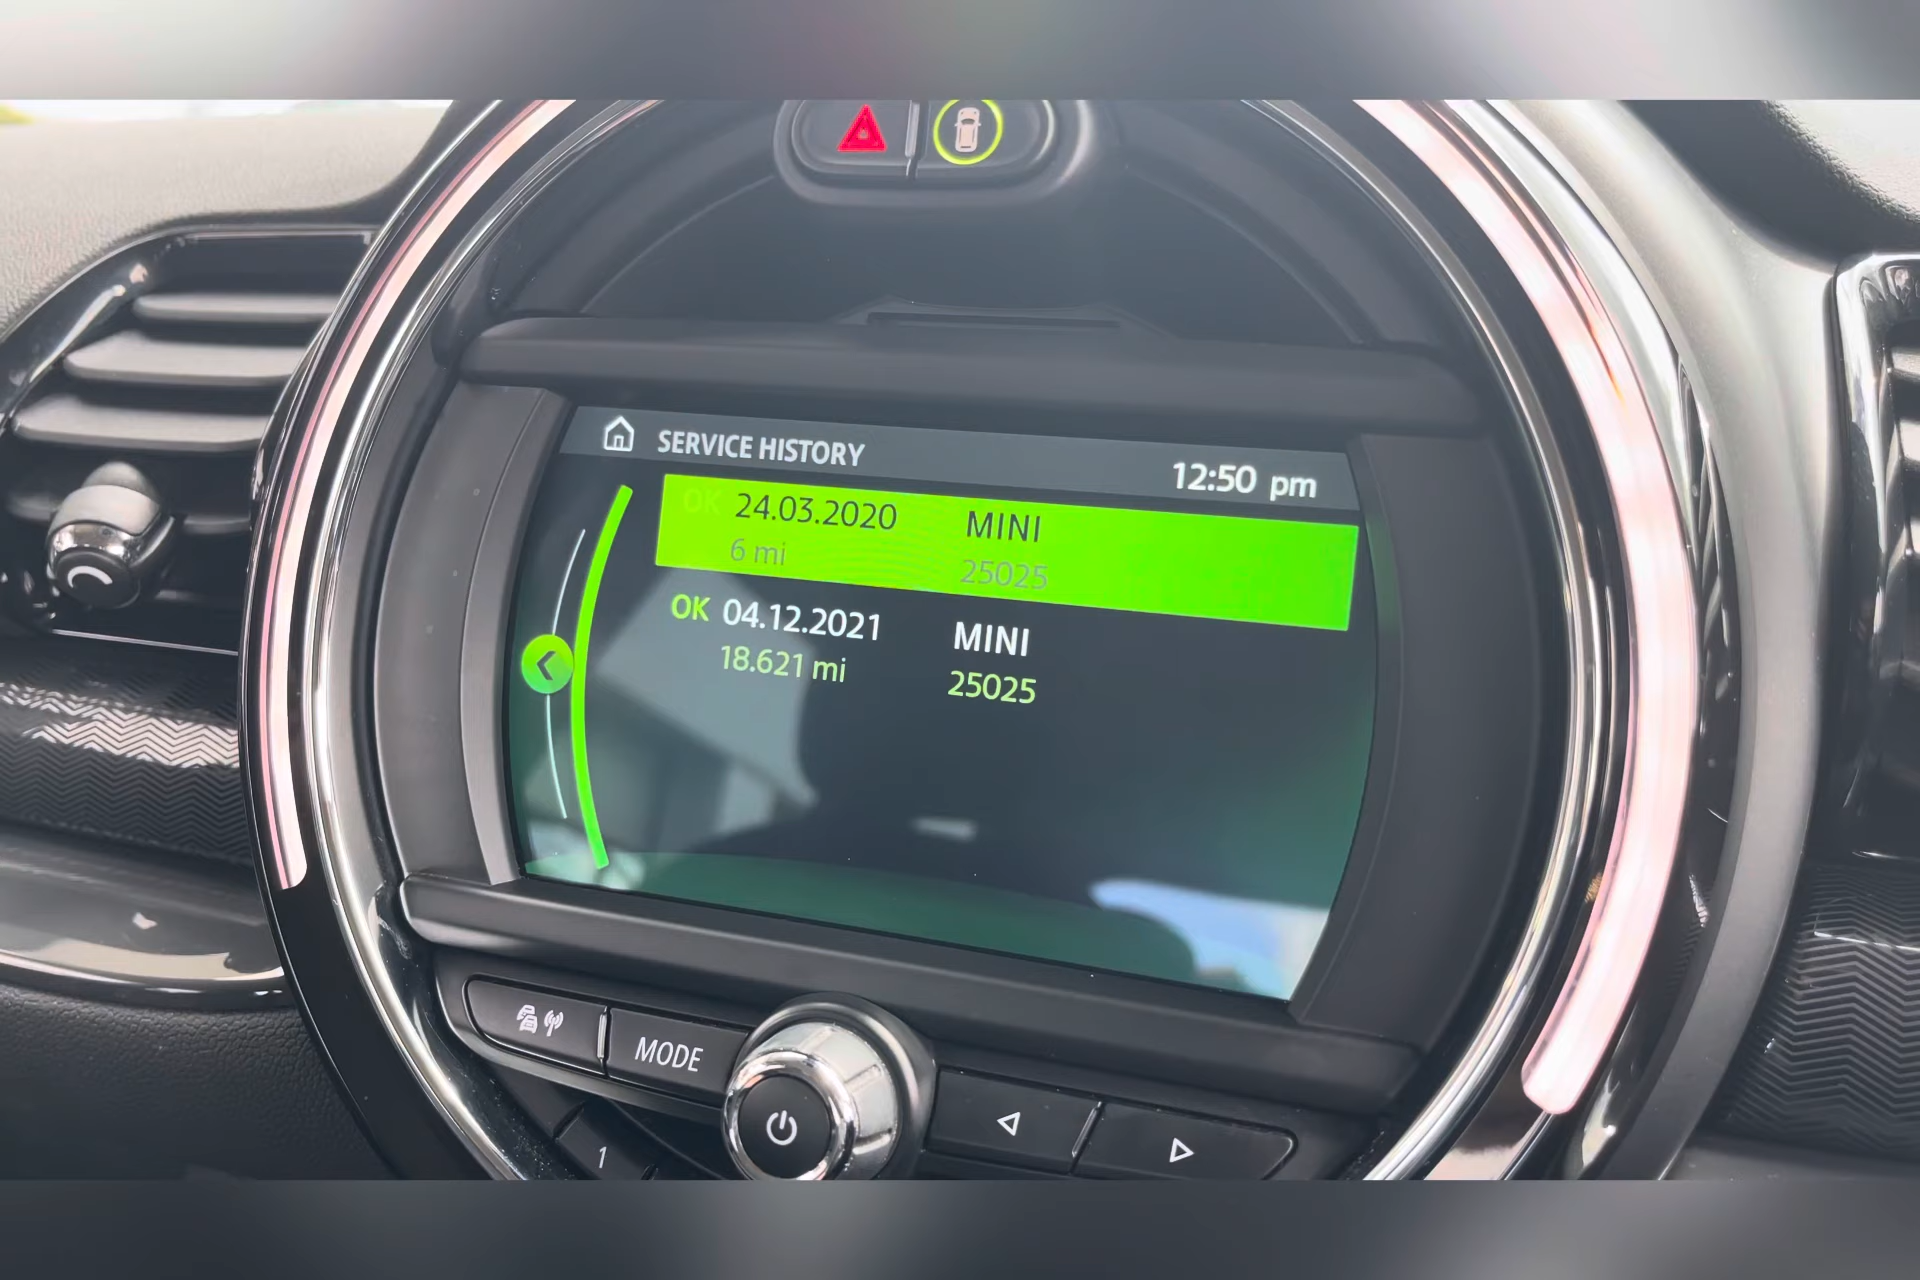 SERVICE HISTORY
12:50 pm
OK 24.03.2020 MINI
6 mi 25025
OK 04.12.2021 MINI
18.621 mi 25025
MODE
1